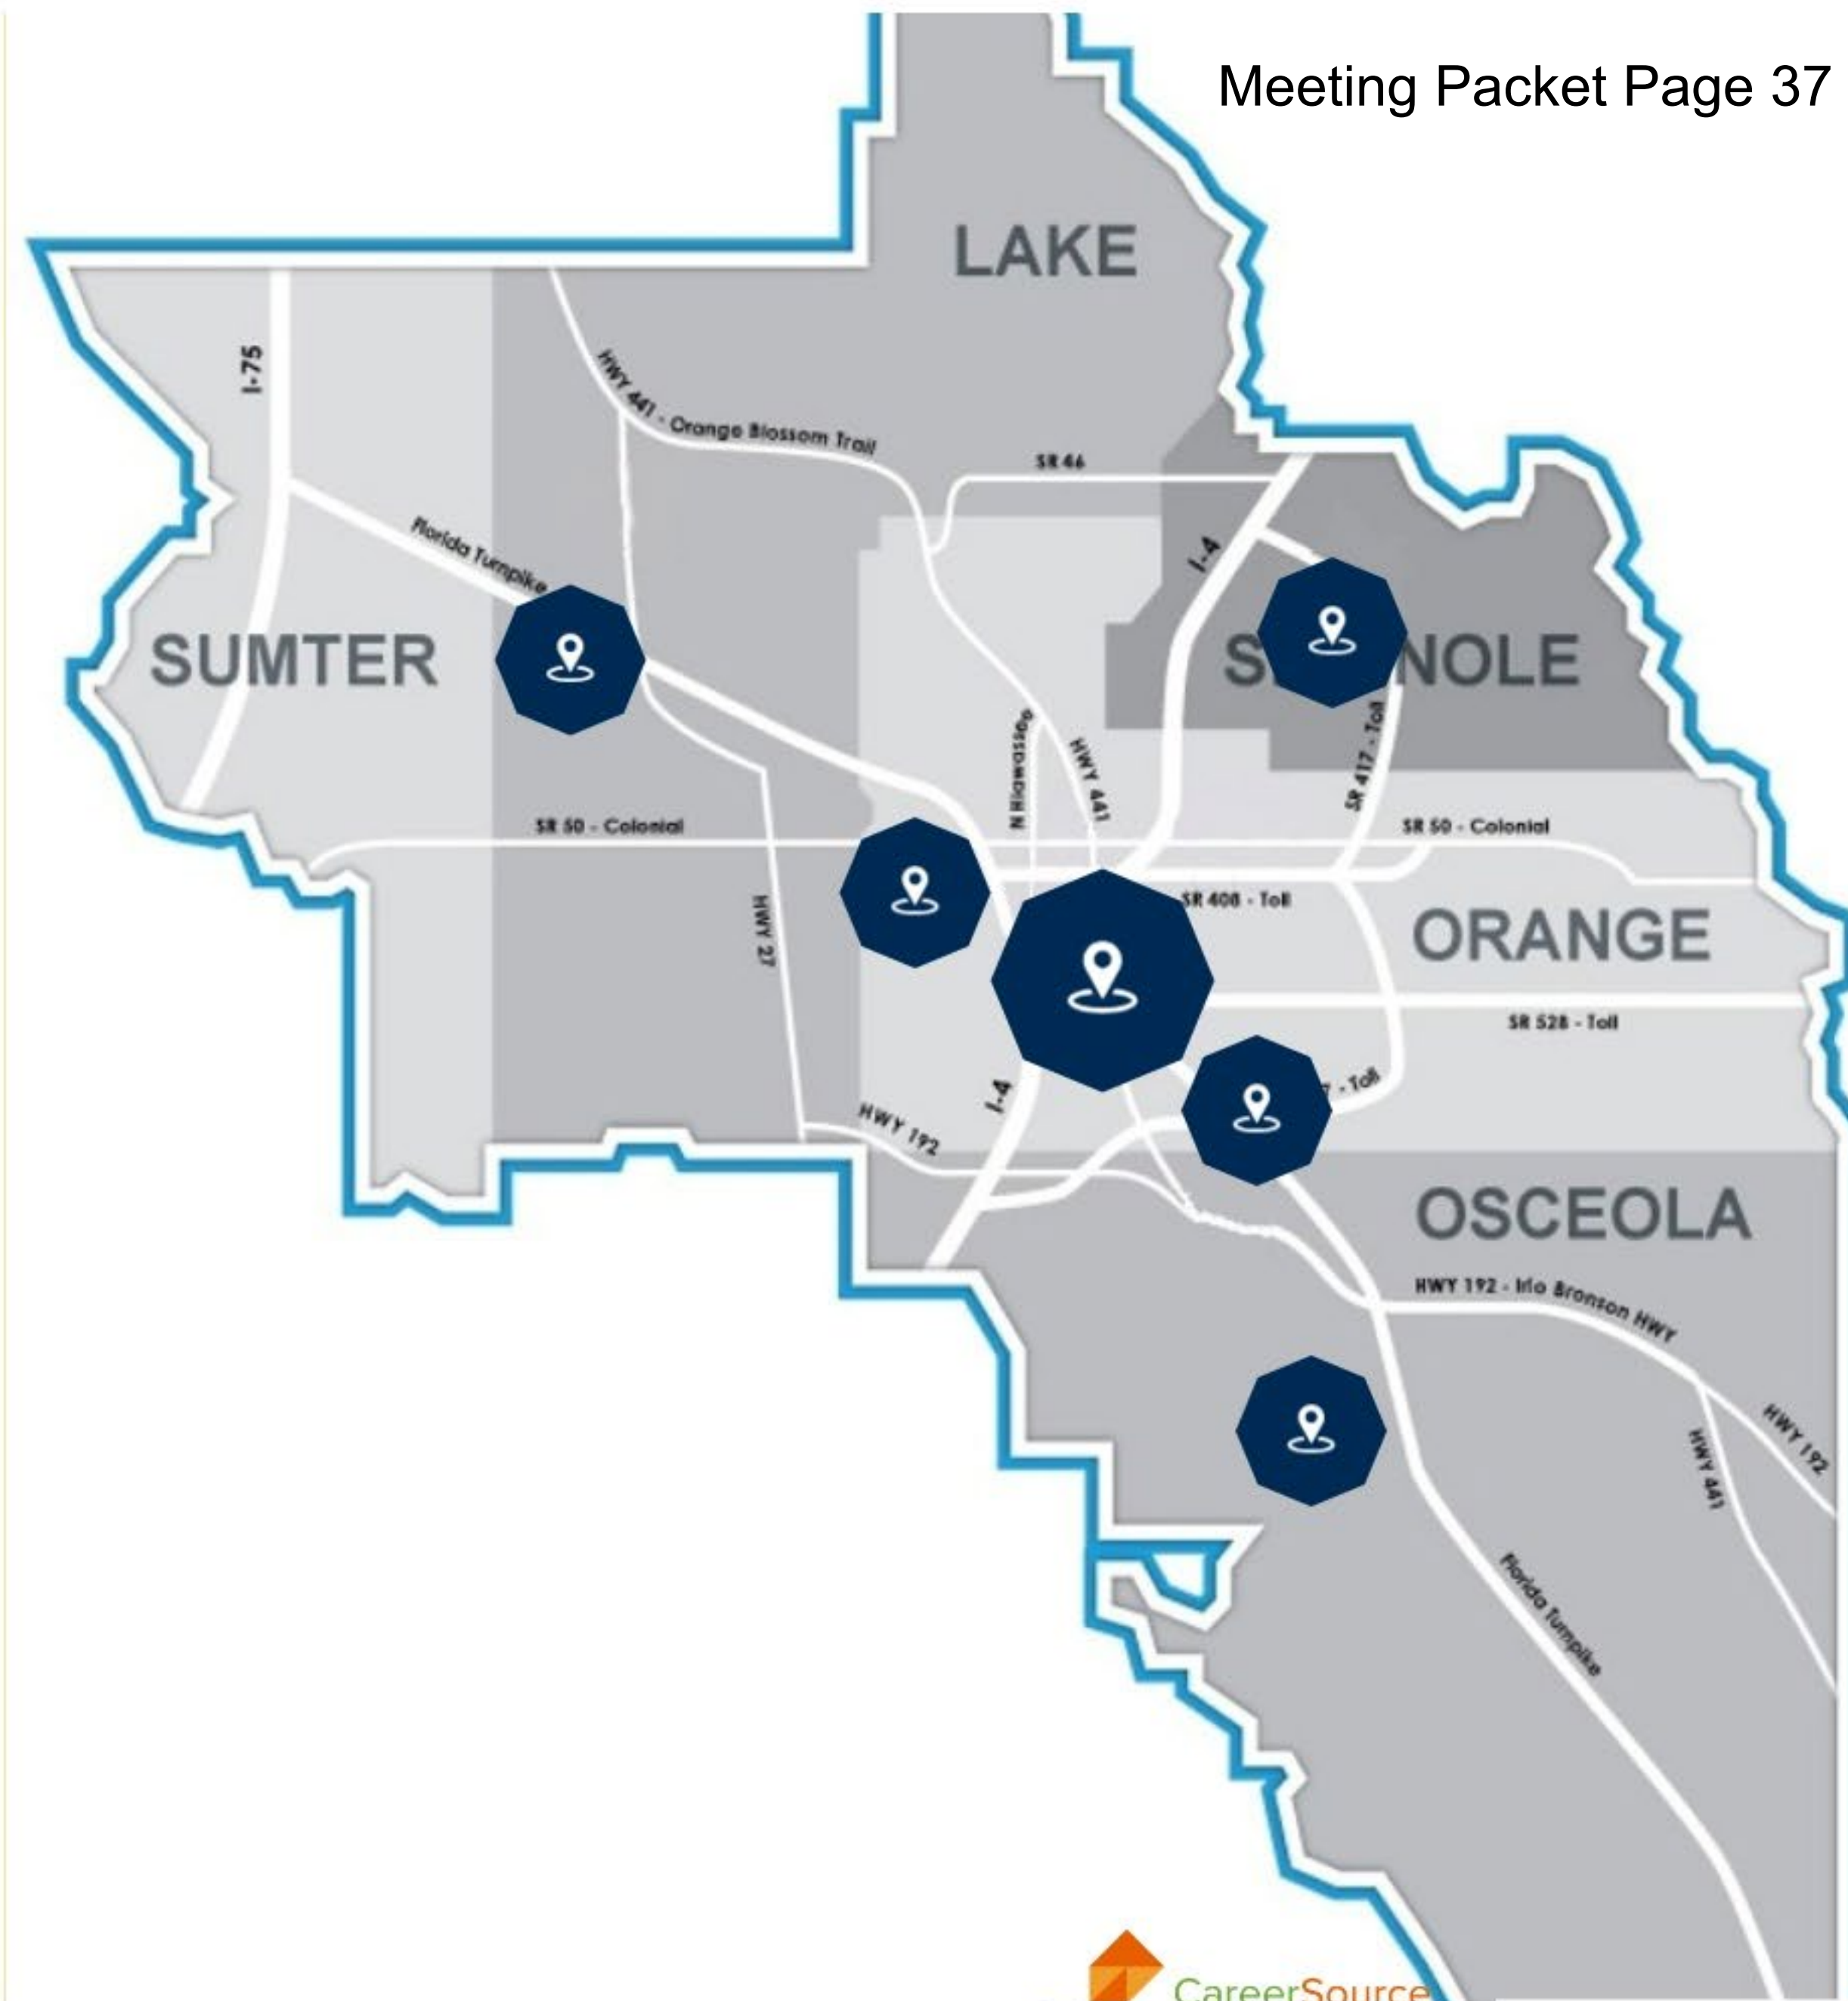 Meeting Packet Page 37
LAKE
I-75
HWY 441 - Orange Blossom Trail
SR 46
Florida Turnpike
I-4
SUMTER
S NOLE
N Hiawassee
HWY 441
SR 417 - Toll
SR 50 - Colonial
SR 50 - Colonial
HWY 27
SR 408 - Toll
ORANGE
SR 528 - Toll
I-4
7 - Toll
HWY 192
OSCEOLA
HWY 192 - Irlo Bronson HWY
HWY 192
HWY 441
Florida Turnpike
CareerSource